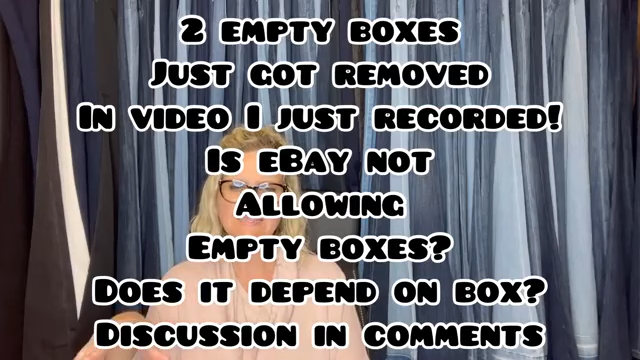 2 EMPTY BOXES
JUST GOT REMOVED
IN VIDEO I JUST RECORDED!
IS EBAY NOT
ALLOWING
EMPTY BOXES?
DOES IT DEPEND ON BOX?
DISCUSSION IN COMMENTS